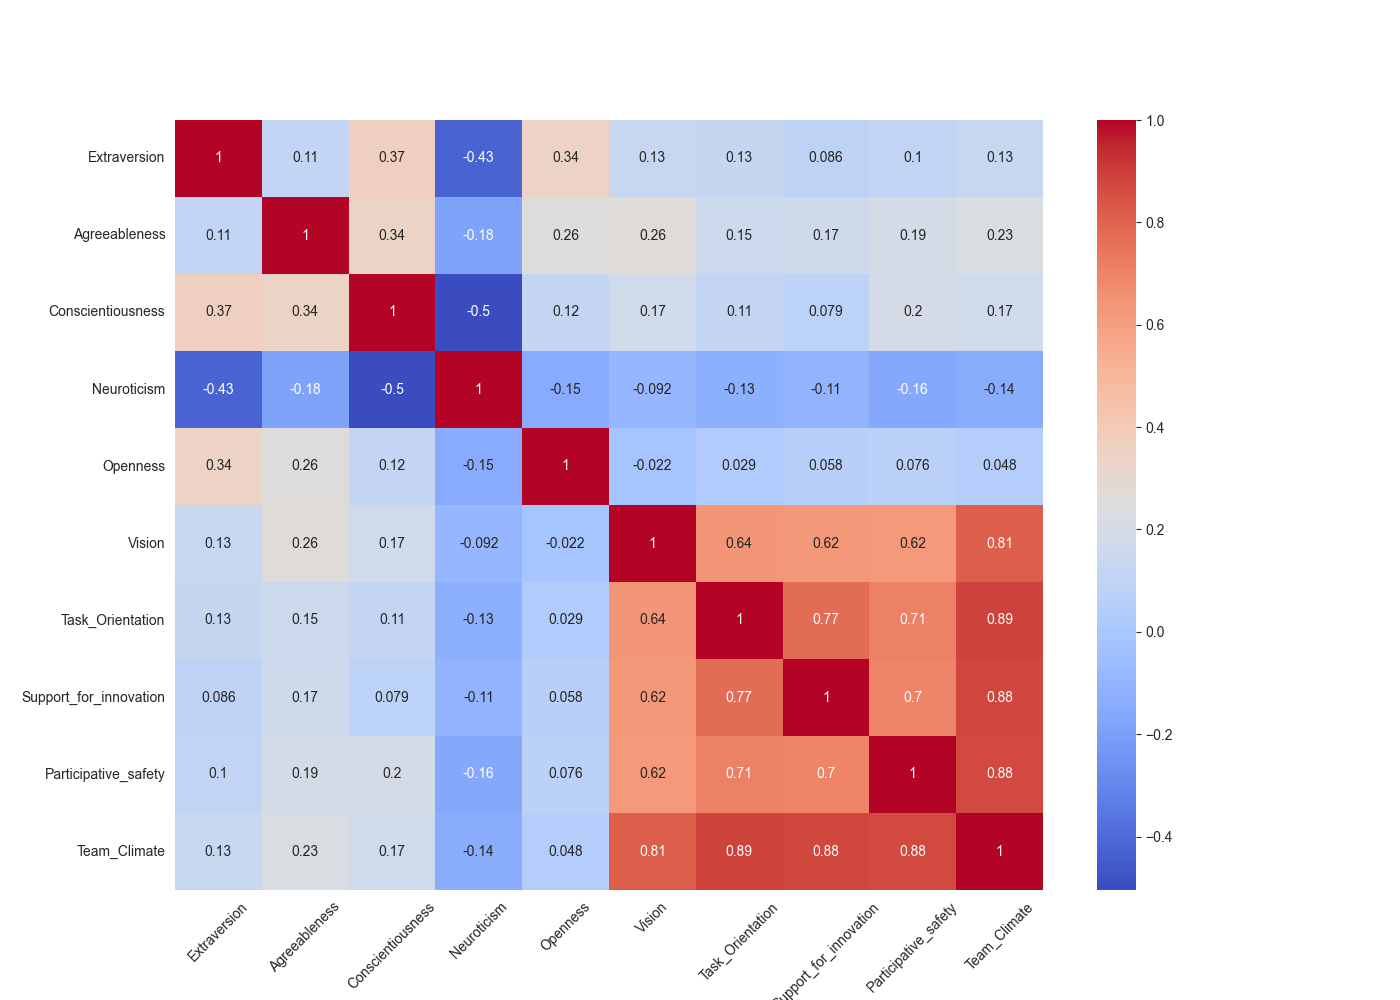 Extraversion 1 0.11 0.37 -0.43 0.34 0.13 0.13 0.086 0.1 0.13
Agreeableness 0.11 1 0.34 -0.18 0.26 0.26 0.15 0.17 0.19 0.23
Conscientiousness 0.37 0.34 1 -0.5 0.12 0.17 0.11 0.079 0.2 0.17
Neuroticism -0.43 -0.18 -0.5 1 -0.15 -0.092 -0.13 -0.11 -0.16 -0.14
Openness 0.34 0.26 0.12 -0.15 1 -0.022 0.029 0.058 0.076 0.048
Vision 0.13 0.26 0.17 -0.092 -0.022 1 0.64 0.62 0.62 0.81
Task_Orientation 0.13 0.15 0.11 -0.13 0.029 0.64 1 0.77 0.71 0.89
Support_for_innovation 0.086 0.17 0.079 -0.11 0.058 0.62 0.77 1 0.7 0.88
Participative_safety 0.1 0.19 0.2 -0.16 0.076 0.62 0.71 0.7 1 0.88
Team_Climate 0.13 0.23 0.17 -0.14 0.048 0.81 0.89 0.88 0.88 1
Extraversion
Agreeableness
Conscientiousness
Neuroticism
Openness
Vision
Task_Orientation
upport_for_innovation
Participative_safety
Team_Climate
1.0
0.8
0.6
0.4
0.2
0.0
−0.2
−0.4